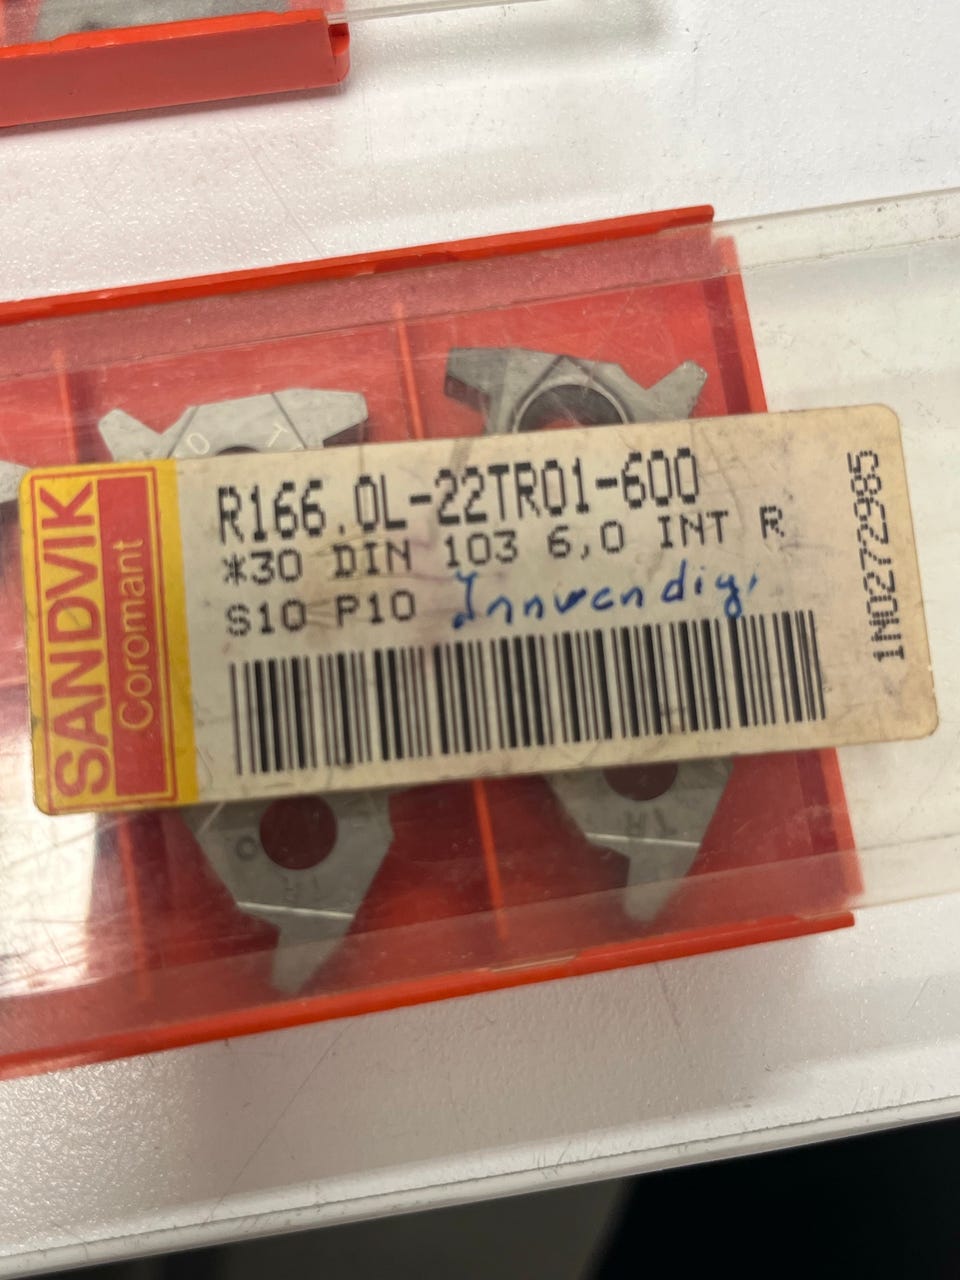 SANDVIK
Coromant
R166.0L-22TR01-600
*30 DIN 103 6,0 INT R
S10 P10 Innvendig.
1N0272985